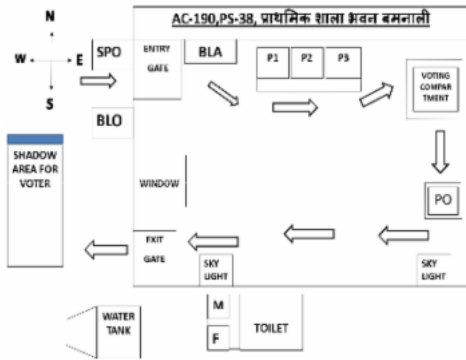 AC-190,PS-38, प्राथमिक शाला भवन बमनाली
N
W
E
S
SPO
ENTRY
GATE
BLA
P1
P2
P3
VOTING
COMPAR
TMENT
BLO
SHADOW
AREA FOR
VOTER
WINDOW
PO
EXIT
GATE
SKY
LIGHT
SKY
LIGHT
WATER
TANK
M
F
TOILET